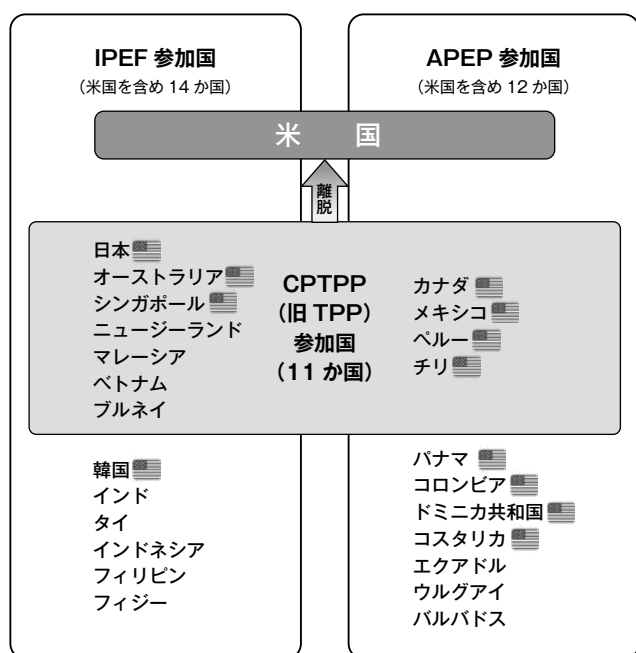 IPEF 参加国
（米国を含め 14 か国）
APEP 参加国
（米国を含め 12 か国）
米 国
離脱
日本
オーストラリア
シンガポール
ニュージーランド
マレーシア
ベトナム
ブルネイ
CPTPP
（旧 TPP）
参加国
（11 か国）
カナダ
メキシコ
ペルー
チリ
韓国
インド
タイ
インドネシア
フィリピン
フィジー
パナマ
コロンビア
ドミニカ共和国
コスタリカ
エクアドル
ウルグアイ
バルバドス